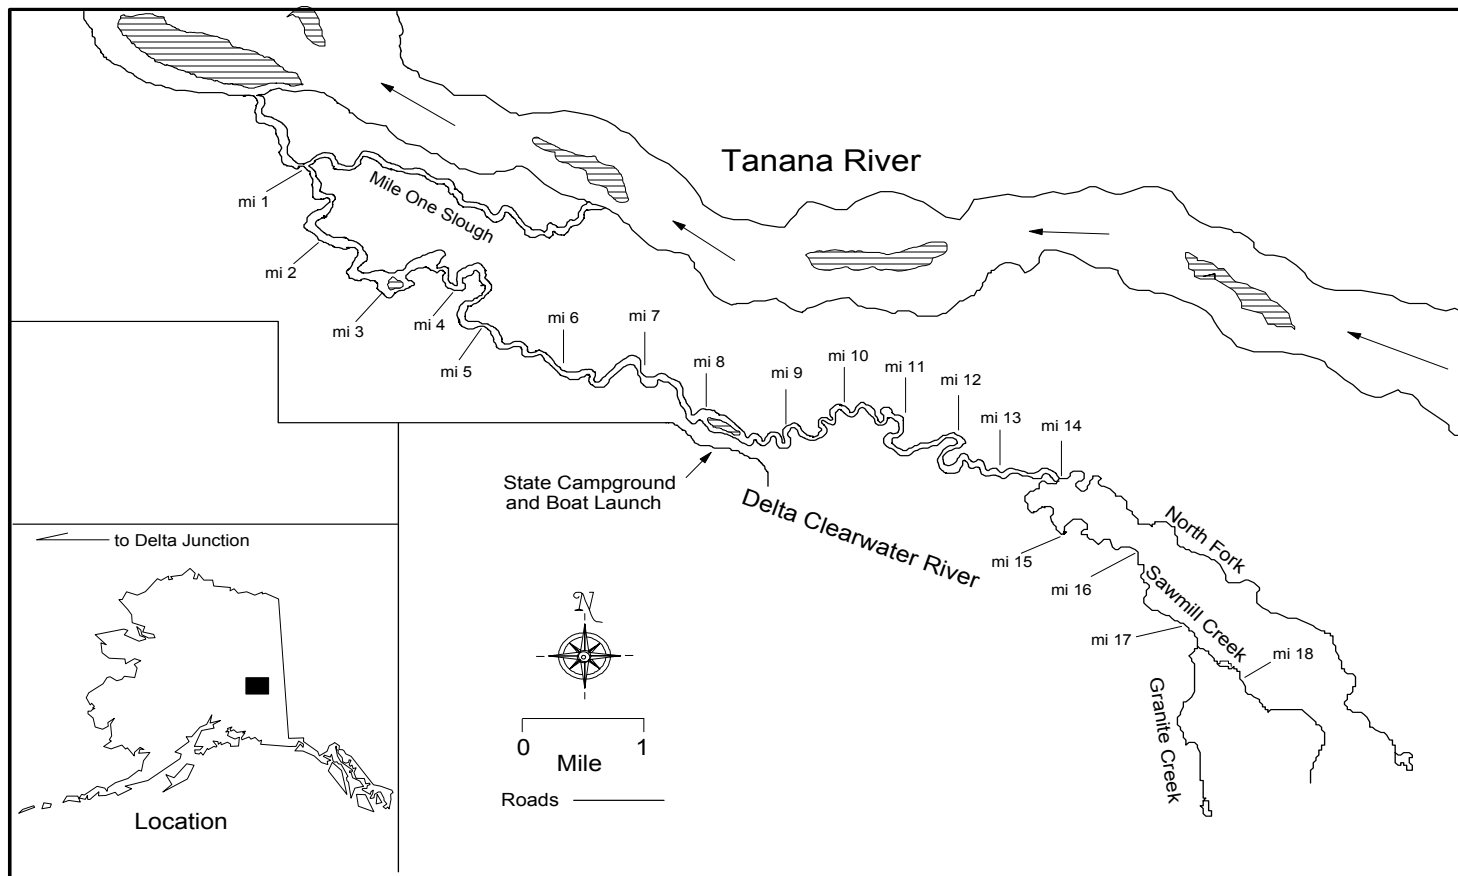 Tanana River
Mile One Slough
mi 1
mi 2
mi 3
mi 4
mi 5
mi 6
mi 7
mi 8
mi 9
mi 10
mi 11
mi 12
mi 13
mi 14
State Campground
and Boat Launch
Delta Clearwater River
North Fork
mi 15
mi 16
Sawmill Creek
mi 17
mi 18
Granite Creek
to Delta Junction
Location
N
0 1
Mile
Roads